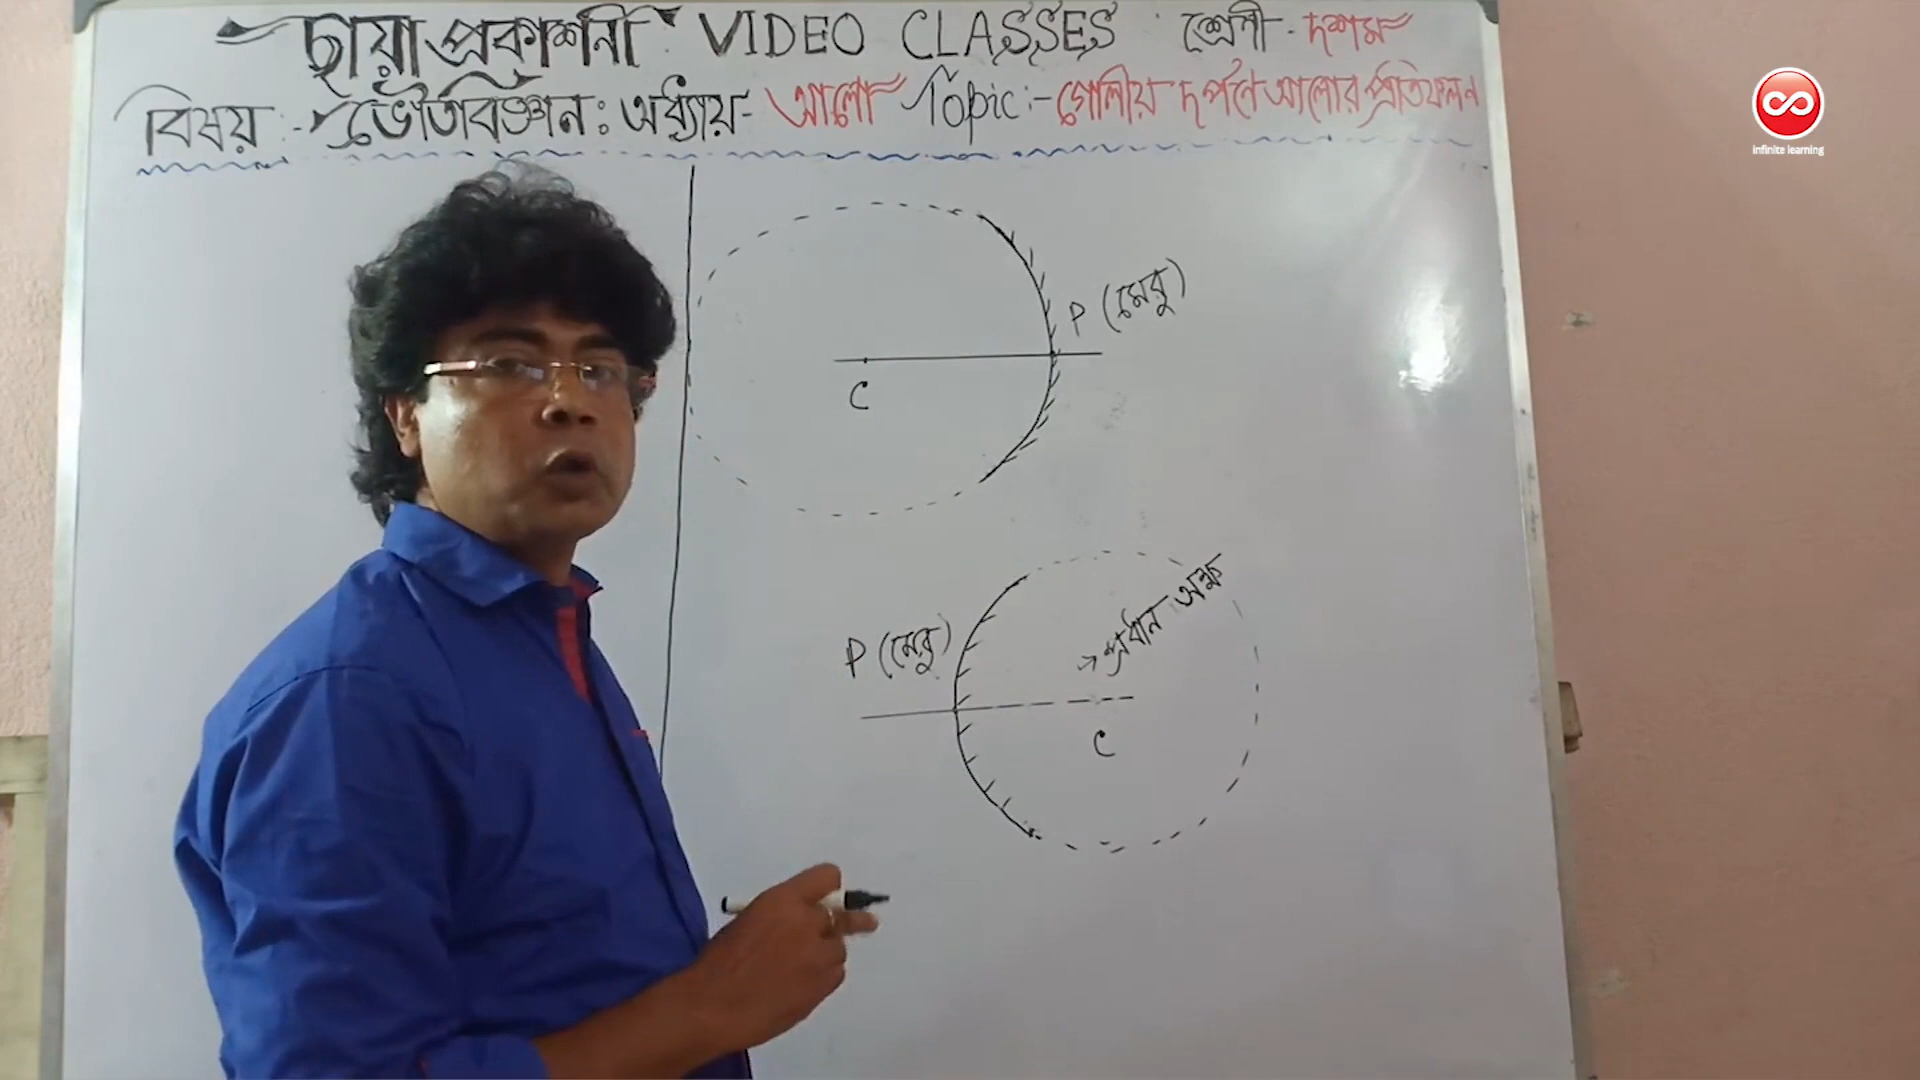 ছায়া প্রকাশনী VIDEO CLASSES শ্রেণী - দশম
বিষয় :- ভৌতবিজ্ঞান : অধ্যায় - আলো Topic :- গোলীয় দর্পণে আলোর প্রতিফলন
infinite learning
P (মেরু)
C
P (মেরু)
→ প্রধান অক্ষ
C